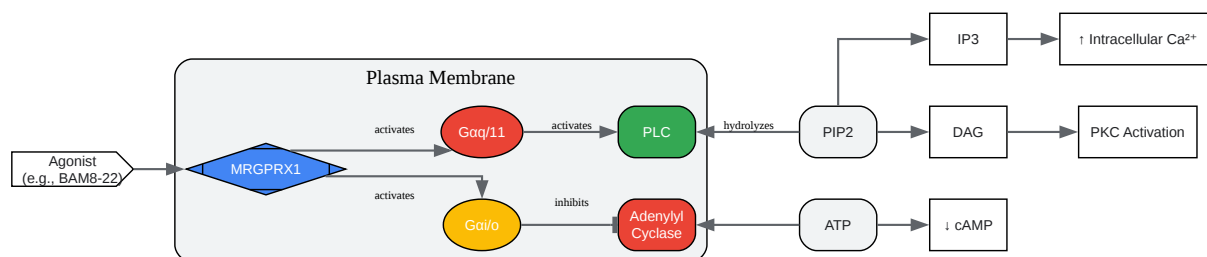 Plasma Membrane
Agonist
(e.g., BAM8-22)
MRGPRX1
activates
Gαq/11
activates
PLC
hydrolyzes
PIP2
IP3
↑ Intracellular Ca²⁺
DAG
PKC Activation
activates
Gαi/o
inhibits
Adenylyl
Cyclase
ATP
↓ cAMP